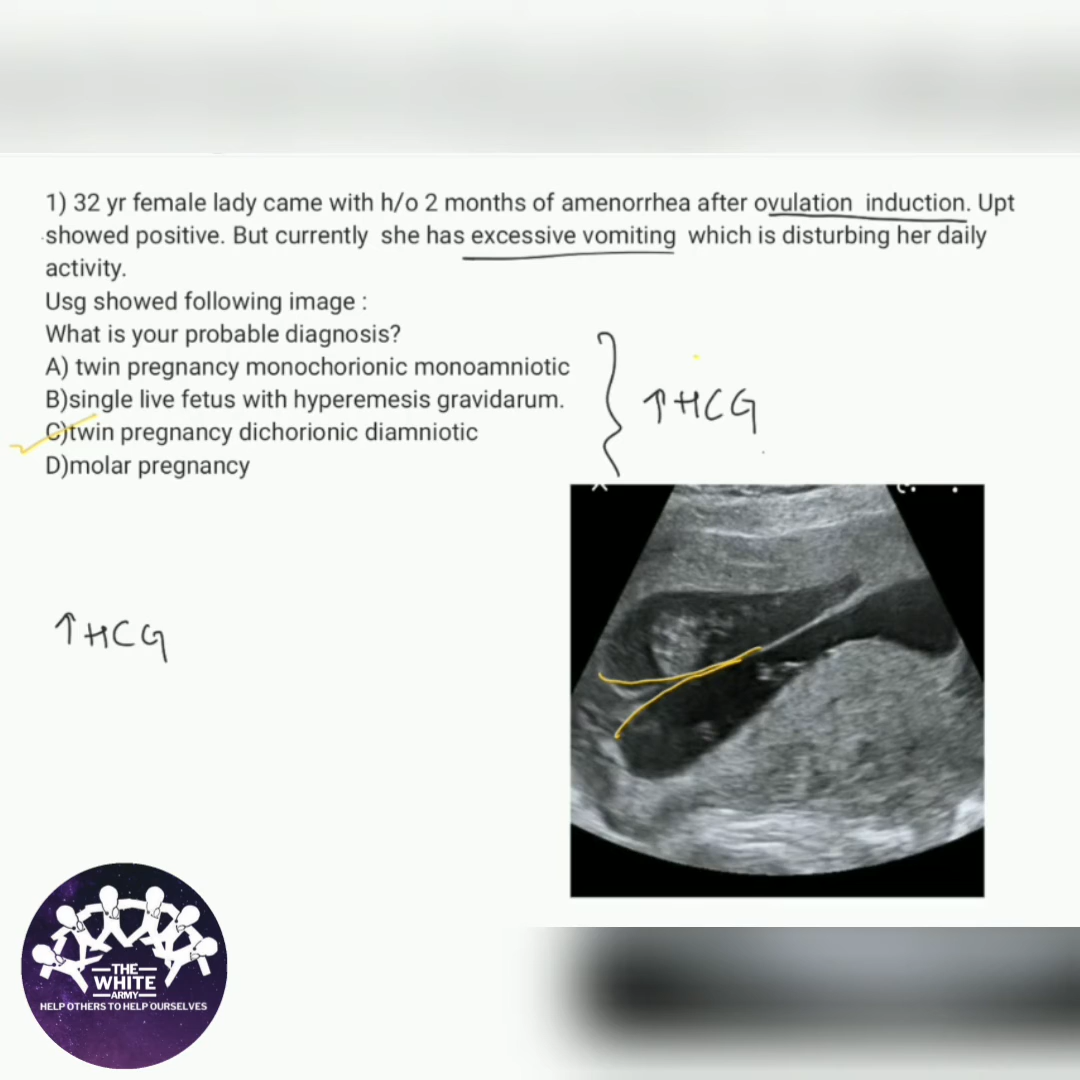 1) 32 yr female lady came with h/o 2 months of amenorrhea after ovulation induction. Upt
showed positive. But currently she has excessive vomiting which is disturbing her daily
activity.
Usg showed following image :
What is your probable diagnosis?
A) twin pregnancy monochorionic monoamniotic
B)single live fetus with hyperemesis gravidarum.
C)twin pregnancy dichorionic diamniotic
D)molar pregnancy
↑HCG
↑HCG
THE
WHITE
ARMY
HELP OTHERS TO HELP OURSELVES